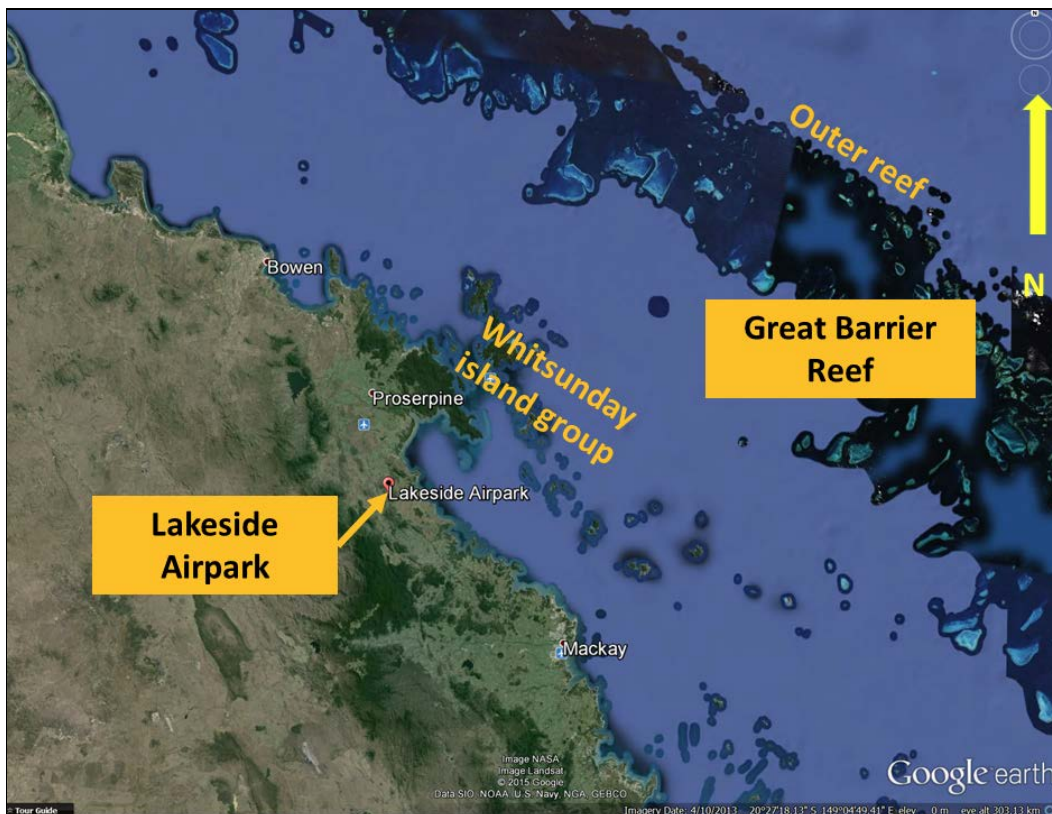 N
Outer reef
N
Bowen
Great Barrier
Reef
Whitsunday
island group
Proserpine
Lakeside Airpark
Lakeside
Airpark
Mackay
Image NASA
Image Landsat
© 2015 Google
Data SIO, NOAA, U.S. Navy, NGA, GEBCO
Google earth
Tour Guide
Imagery Date: 4/10/2013 20°27'18.13" S 149°04'49.41" E elev 0 m eye alt 303.13 km